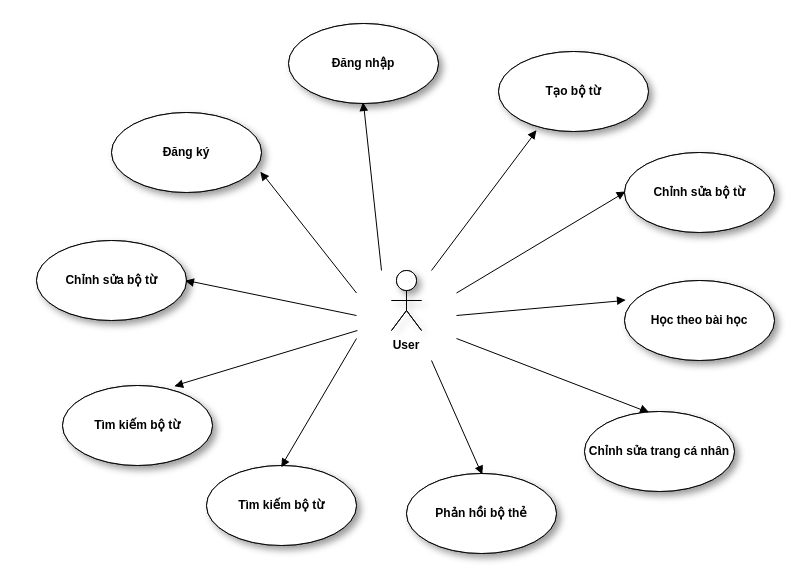 Đăng nhập
Tạo bộ từ
Đăng ký
Chỉnh sửa bộ từ
Chỉnh sửa bộ từ
Học theo bài học
User
Tìm kiếm bộ từ
Chỉnh sửa trang cá nhân
Tìm kiếm bộ từ
Phản hồi bộ thẻ